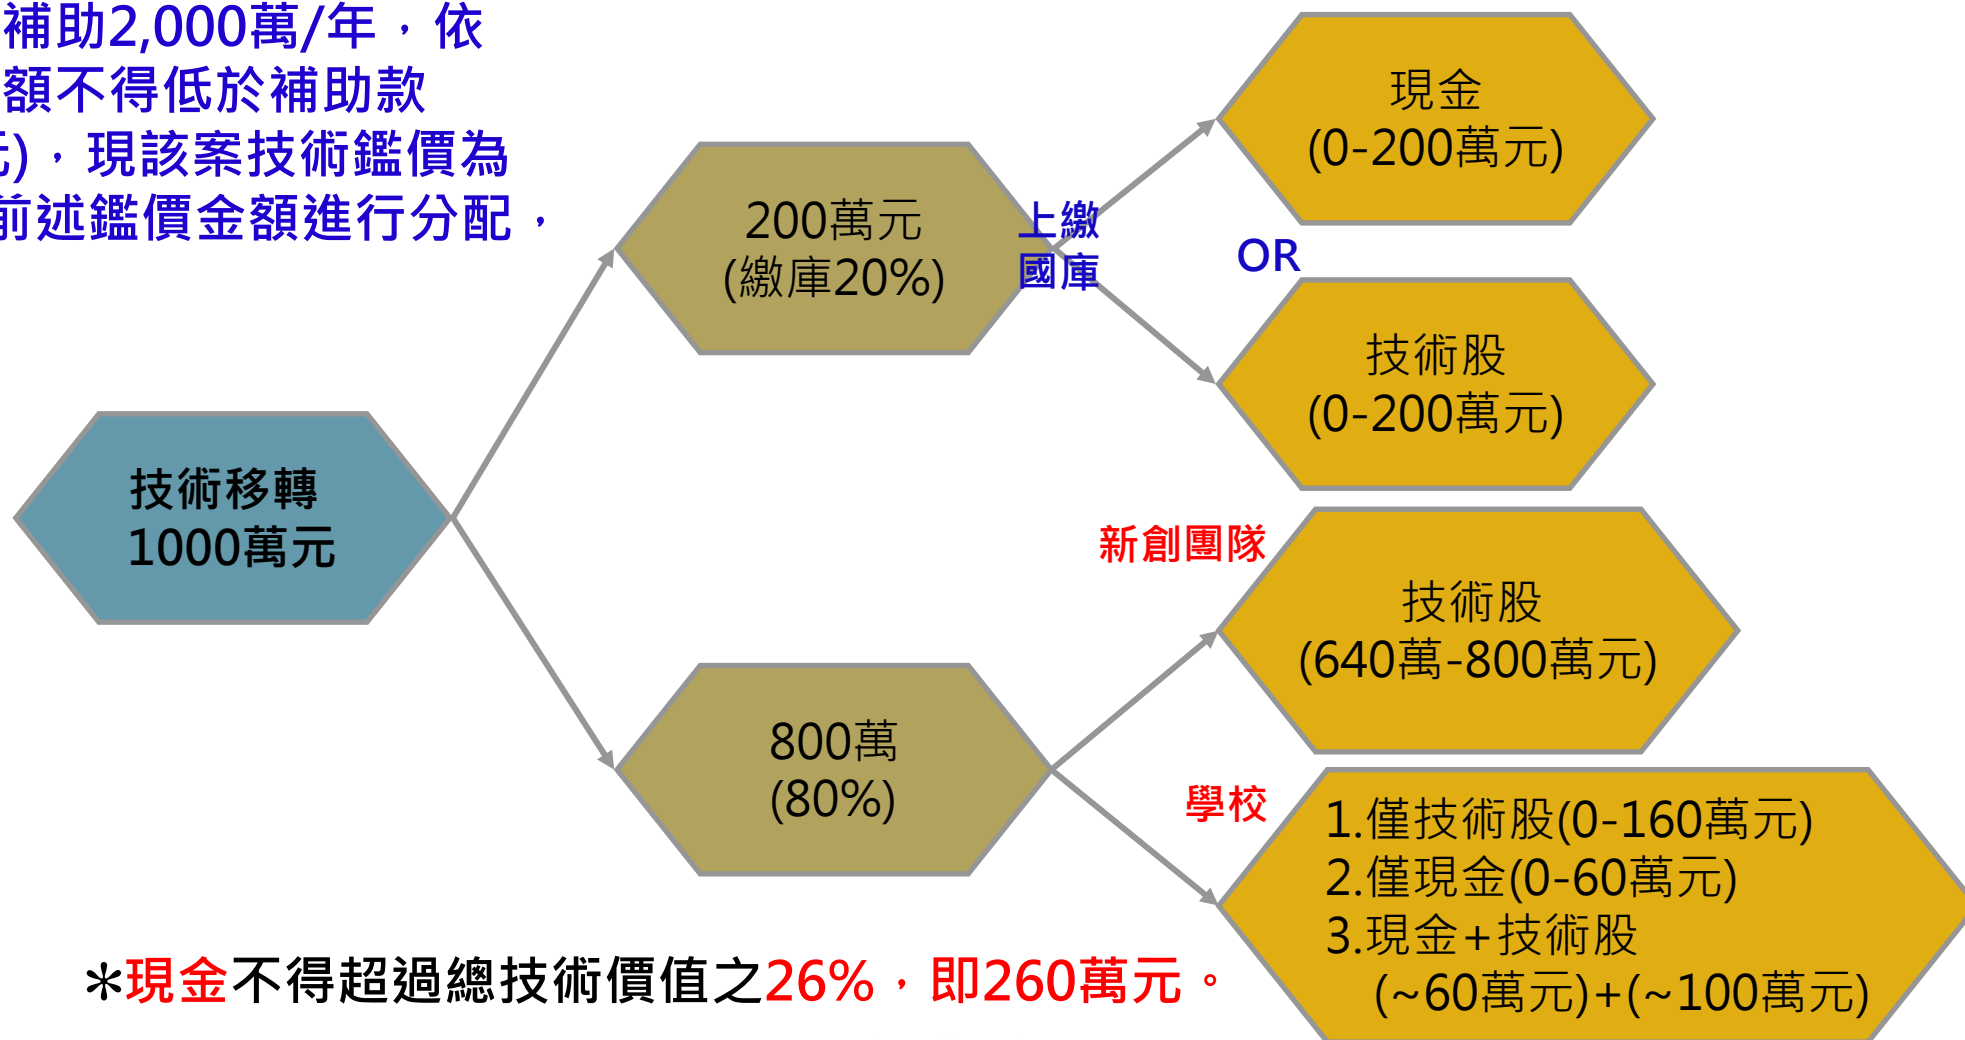 補助2,000萬/年，依
額不得低於補助款
元)，現該案技術鑑價為
前述鑑價金額進行分配，
現金
(0-200萬元)
200萬元
(繳庫20%)
上繳
國庫
OR
技術股
(0-200萬元)
技術移轉
1000萬元
新創團隊
技術股
(640萬-800萬元)
800萬
(80%)
學校
1.僅技術股(0-160萬元)
2.僅現金(0-60萬元)
3.現金+技術股
(~60萬元)+(~100萬元)
*現金不得超過總技術價值之26%，即260萬元。